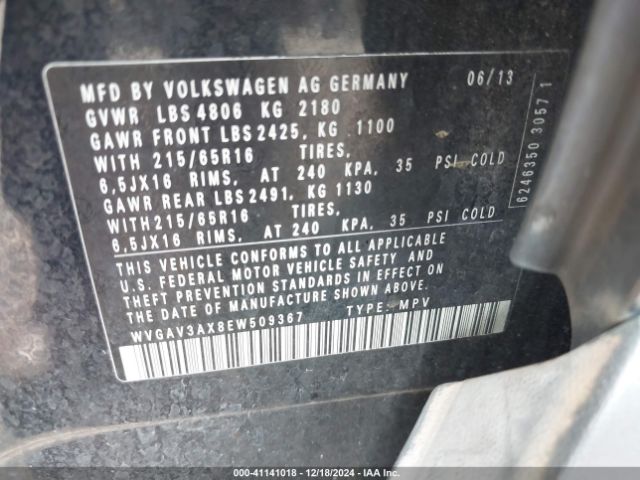 MFD BY VOLKSWAGEN AG GERMANY 06/13
GVWR LBS 4806 KG 2180
GAWR FRONT LBS 2425, KG 1100
WITH 215/65R16 TIRES,
6,5JX16 RIMS, AT 240 KPA, 35 PSI COLD
GAWR REAR LBS 2491, KG 1130
WITH 215/65R16 TIRES,
6,5JX16 RIMS, AT 240 KPA, 35 PSI COLD
THIS VEHICLE CONFORMS TO ALL APPLICABLE
U.S. FEDERAL MOTOR VEHICLE SAFETY AND
THEFT PREVENTION STANDARDS IN EFFECT ON
THE DATE OF MANUFACTURE SHOWN ABOVE.
WVGAV3AX8EW509367 TYPE: MPV
6246350 3057 1
000-41141018 - 12/18/2024 - IAA Inc.